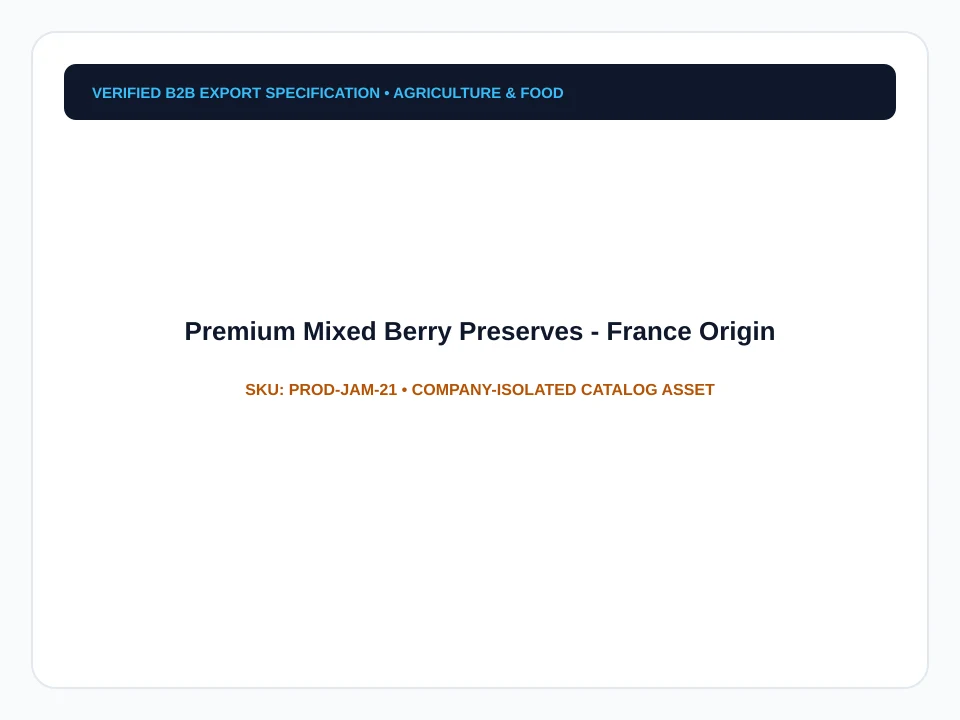 VERIFIED B2B EXPORT SPECIFICATION • AGRICULTURE & FOOD
Premium Mixed Berry Preserves - France Origin
SKU: PROD-JAM-21 • COMPANY-ISOLATED CATALOG ASSET